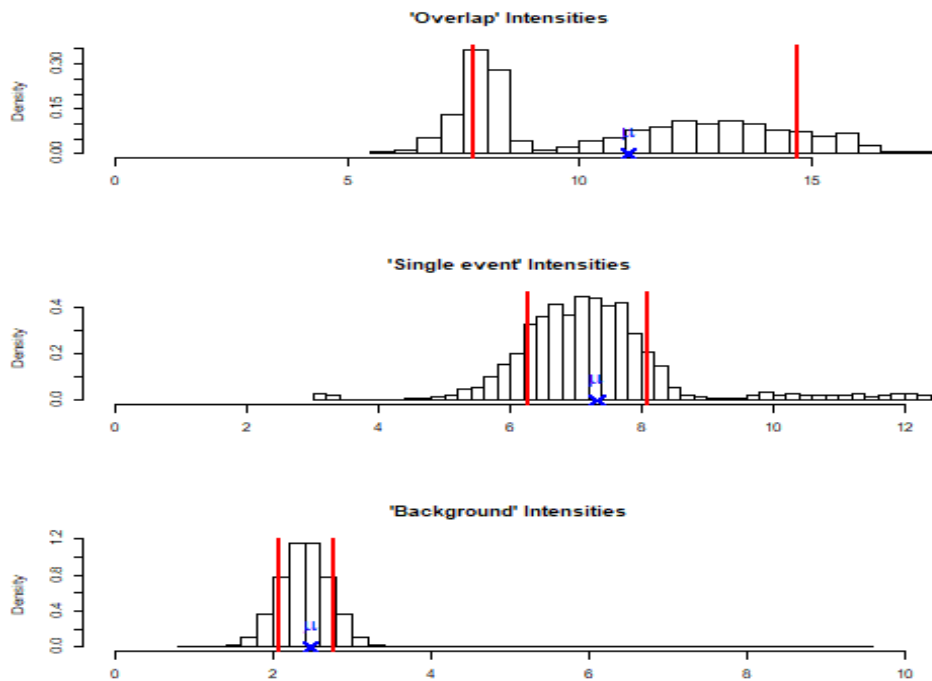 'Overlap' Intensities
Density
0.30
0.15
0.00
0 5 10 15
'Single event' Intensities
Density
0.4
0.2
0.0
0 2 4 6 8 10 12
'Background' Intensities
Density
1.2
0.8
0.4
0.0
0 2 4 6 8 10